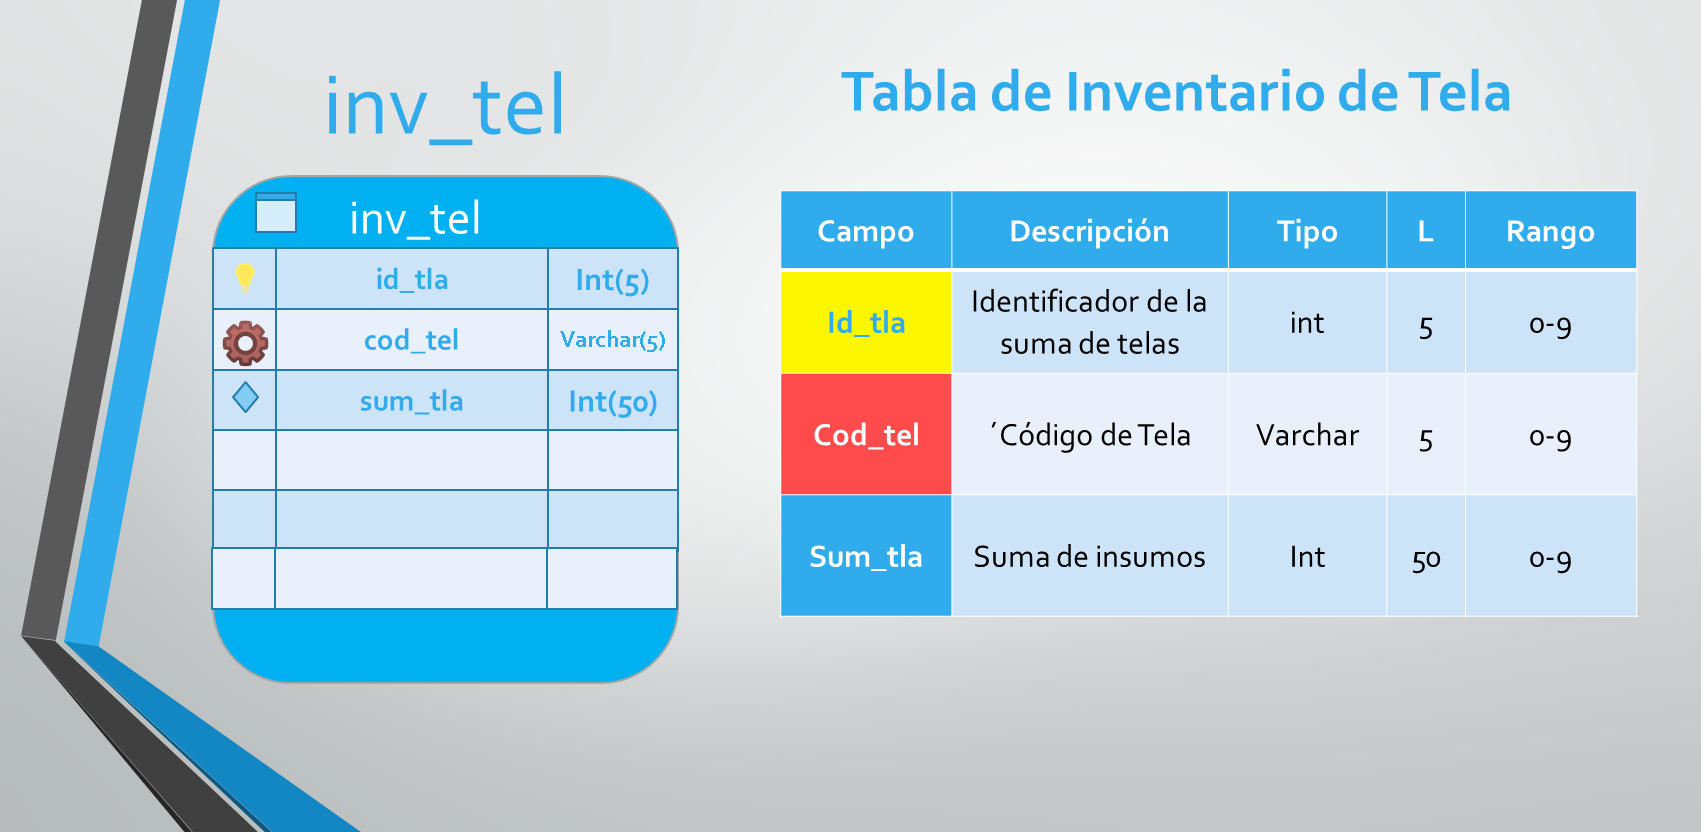 inv_tel
Tabla de Inventario de Tela
inv_tel
id_tla Int(5)
cod_tel Varchar(5)
sum_tla Int(50)
Campo Descripción Tipo L Rango
Id_tla Identificador de la suma de telas int 5 0-9
Cod_tel ´Código de Tela Varchar 5 0-9
Sum_tla Suma de insumos Int 50 0-9